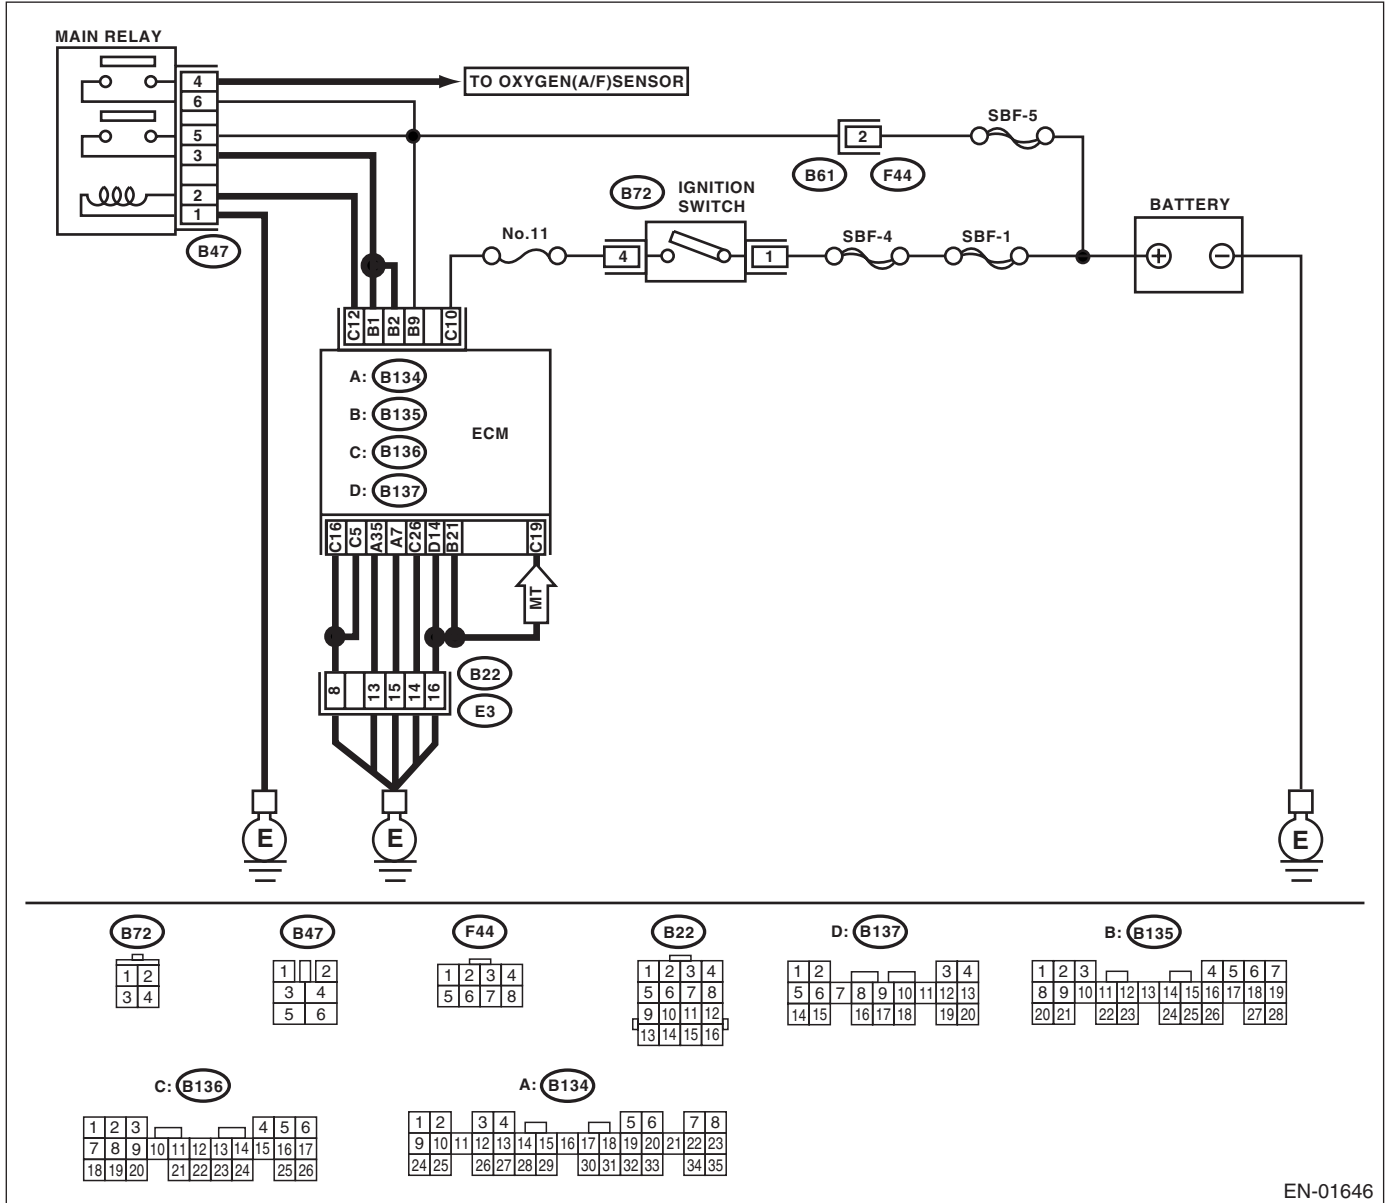 MAIN RELAY
4
TO OXYGEN(A/F)SENSOR
6
5
3
2
1
B47
2
SBF-5
B61
F44
B72
IGNITION
SWITCH
BATTERY
No.11
4
1
SBF-4
SBF-1
+
−
C12
B1
B2
B9
C10
A: B134
B: B135
C: B136
D: B137
ECM
C16
C5
A35
A7
C26
D14
B21
C19
MT
8
13
15
14
16
B22
E3
E
E
E
B72
1 2
3 4
B47
1 2
3 4
5 6
F44
1 2 3 4
5 6 7 8
B22
1 2 3 4
5 6 7 8
9 10 11 12
13 14 15 16
D: B137
1 2 3 4
5 6 7 8 9 10 11 12 13
14 15 16 17 18 19 20
B: B135
1 2 3 4 5 6 7
8 9 10 11 12 13 14 15 16 17 18 19
20 21 22 23 24 25 26 27 28
C: B136
1 2 3 4 5 6
7 8 9 10 11 12 13 14 15 16 17
18 19 20 21 22 23 24 25 26
A: B134
1 2 3 4 5 6 7 8
9 10 11 12 13 14 15 16 17 18 19 20 21 22 23
24 25 26 27 28 29 30 31 32 33 34 35
EN-01646